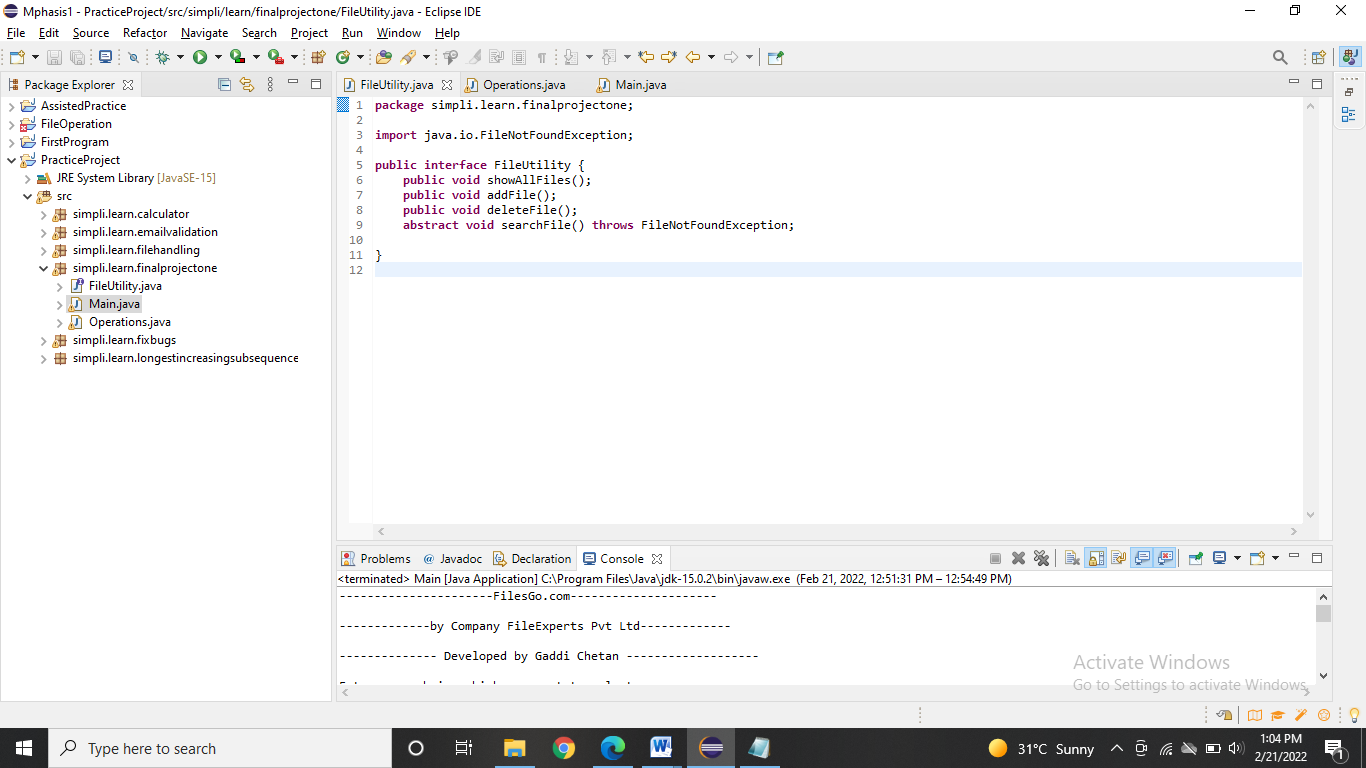 Mphasis1 - PracticeProject/src/simpli/learn/finalprojectone/FileUtility.java - Eclipse IDE
File Edit Source Refactor Navigate Search Project Run Window Help
Package Explorer
AssistedPractice
FileOperation
FirstProgram
PracticeProject
JRE System Library [JavaSE-15]
src
simpli.learn.calculator
simpli.learn.emailvalidation
simpli.learn.filehandling
simpli.learn.finalprojectone
FileUtility.java
Main.java
Operations.java
simpli.learn.fixbugs
simpli.learn.longestincreasingsubsequence
FileUtility.java Operations.java Main.java
1 package simpli.learn.finalprojectone;
2
3 import java.io.FileNotFoundException;
4
5 public interface FileUtility {
6 public void showAllFiles();
7 public void addFile();
8 public void deleteFile();
9 abstract void searchFile() throws FileNotFoundException;
10
11 }
12
Problems @ Javadoc Declaration Console
<terminated> Main [Java Application] C:\Program Files\Java\jdk-15.0.2\bin\javaw.exe (Feb 21, 2022, 12:51:31 PM – 12:54:49 PM)
----------------------FilesGo.com---------------------
-------------by Company FileExperts Pvt Ltd-------------
-------------- Developed by Gaddi Chetan -------------------
Activate Windows
Go to Settings to activate Windows.
Type here to search
31°C Sunny
1:04 PM
2/21/2022
1